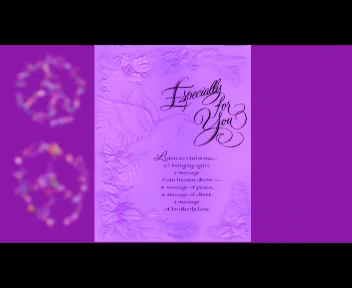 Especially
for
You
Listen to Christmas...
it's bringing again
a message
from heaven above —
A message of peace,
a message of cheer,
a message
of brotherly love.